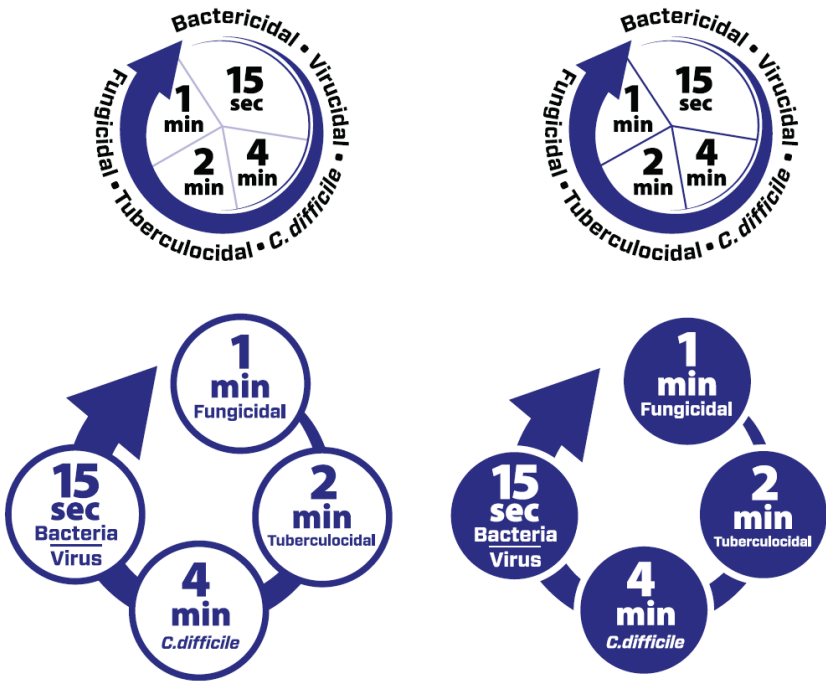 Bactericidal • Virucidal • C. difficile • Tuberculocidal • Fungicidal
15
sec
1
min
4
min
2
min
Bactericidal • Virucidal • C. difficile • Tuberculocidal • Fungicidal
15
sec
1
min
4
min
2
min
1
min
Fungicidal
2
min
Tuberculocidal
4
min
C.difficile
15
sec
Bacteria
Virus
1
min
Fungicidal
2
min
Tuberculocidal
4
min
C.difficile
15
sec
Bacteria
Virus